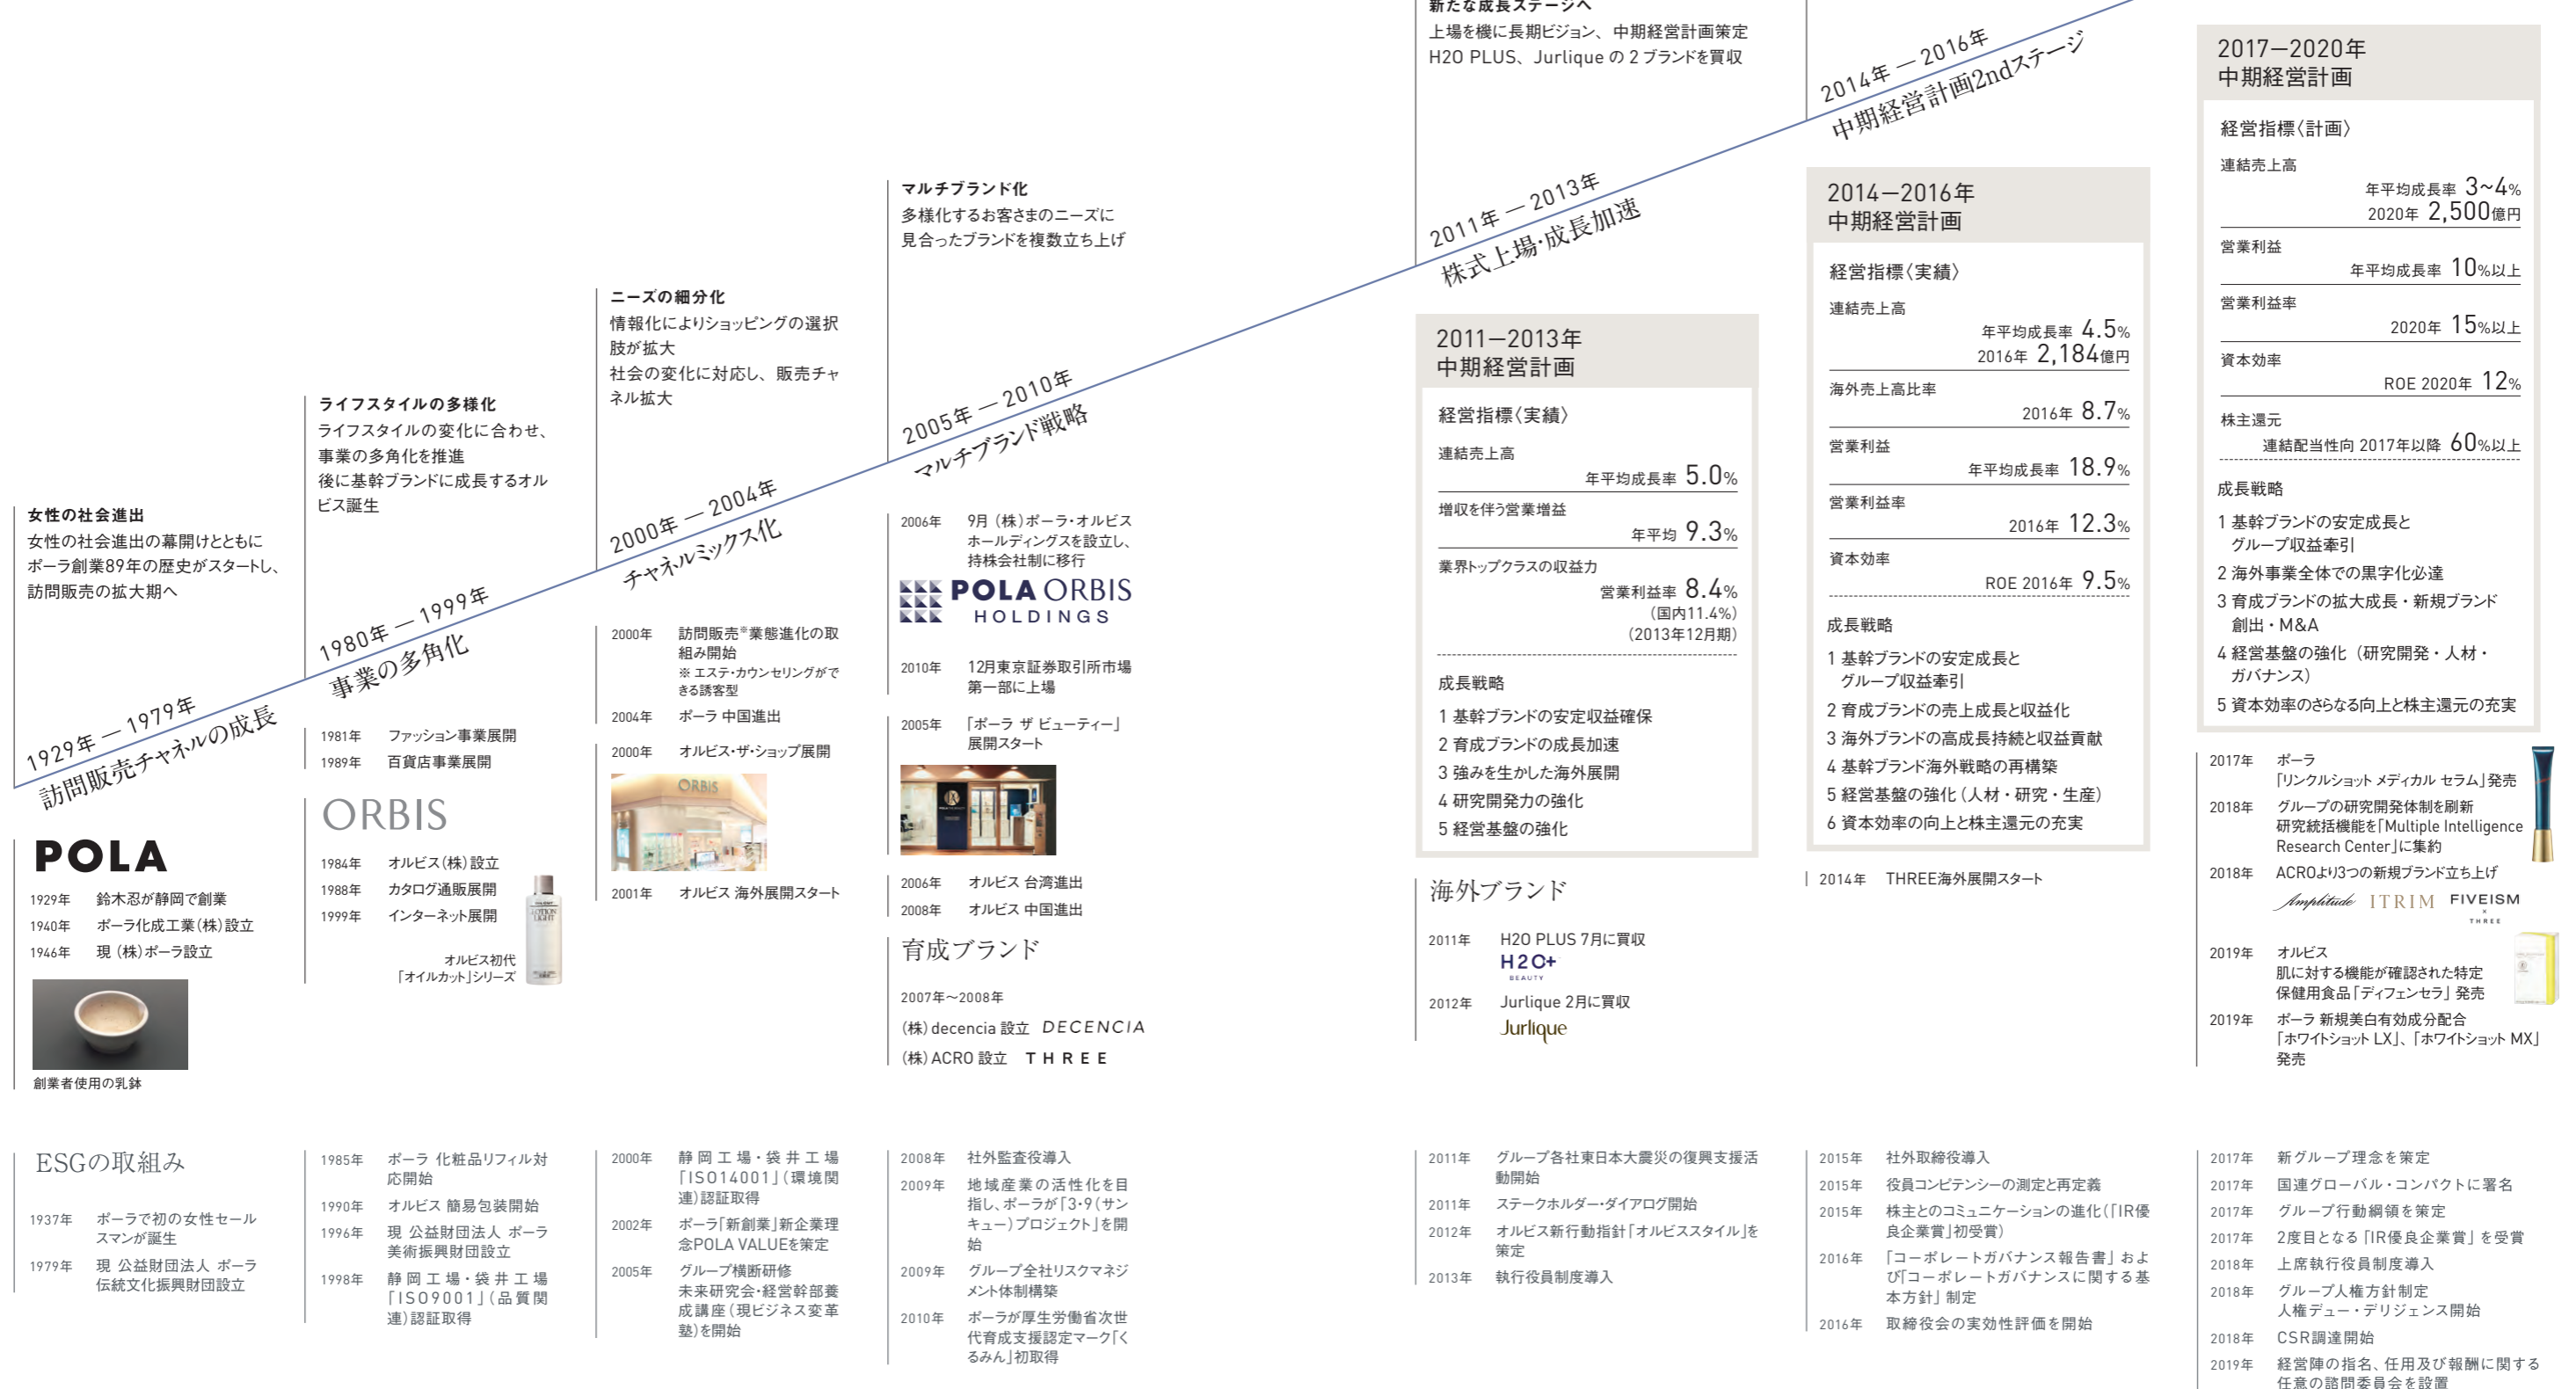 女性の社会進出
女性の社会進出の幕開けとともに
ポーラ創業89年の歴史がスタートし、
訪問販売の拡大期へ
1929年 ― 1979年
訪問販売チャネルの成長
POLA
1929年 鈴木忍が静岡で創業
1940年 ポーラ化成工業(株)設立
1946年 現(株)ポーラ設立
創業者使用の乳鉢
ライフスタイルの多様化
ライフスタイルの変化に合わせ、
事業の多角化を推進
後に基幹ブランドに成長するオル
ビス誕生
1980年 ― 1999年
事業の多角化
1981年 ファッション事業展開
1989年 百貨店事業展開
ORBIS
1984年 オルビス(株)設立
1988年 カタログ通販展開
1999年 インターネット展開
オルビス初代
「オイルカット」シリーズ
ニーズの細分化
情報化によりショッピングの選択
肢が拡大
社会の変化に対応し、販売チャ
ネル拡大
2000年 ― 2004年
チャネルミックス化
2000年 訪問販売※業態進化の取
組み開始
※ エステ・カウンセリングがで
きる誘客型
2004年 ポーラ 中国進出
2000年 オルビス・ザ・ショップ展開
ORBIS
2001年 オルビス 海外展開スタート
マルチブランド化
多様化するお客さまのニーズに
見合ったブランドを複数立ち上げ
2005年 ― 2010年
マルチブランド戦略
2006年 9月(株)ポーラ・オルビス
ホールディングスを設立し、
持株会社制に移行
POLA ORBIS
HOLDINGS
2010年 12月東京証券取引所市場
第一部に上場
2005年 「ポーラ ザ ビューティー」
展開スタート
2006年 オルビス 台湾進出
2008年 オルビス 中国進出
育成ブランド
2007年～2008年
(株)decencia 設立 DECENCIA
(株)ACRO 設立 THREE
新たな成長ステージへ
上場を機に長期ビジョン、中期経営計画策定
H2O PLUS、Jurlique の 2 ブランドを買収
2011年 ― 2013年
株式上場・成長加速
2011―2013年
中期経営計画
経営指標〈実績〉
連結売上高
年平均成長率 5.0%
増収を伴う営業増益
年平均 9.3%
業界トップクラスの収益力
営業利益率 8.4%
(国内11.4%)
(2013年12月期)
成長戦略
1 基幹ブランドの安定収益確保
2 育成ブランドの成長加速
3 強みを生かした海外展開
4 研究開発力の強化
5 経営基盤の強化
海外ブランド
2011年 H2O PLUS 7月に買収
H2O+
BEAUTY
2012年 Jurlique 2月に買収
Jurlique
2014年 ― 2016年
中期経営計画2ndステージ
2014―2016年
中期経営計画
経営指標〈実績〉
連結売上高
年平均成長率 4.5%
2016年 2,184億円
海外売上高比率
2016年 8.7%
営業利益
年平均成長率 18.9%
営業利益率
2016年 12.3%
資本効率
ROE 2016年 9.5%
成長戦略
1 基幹ブランドの安定成長と
グループ収益牽引
2 育成ブランドの売上成長と収益化
3 海外ブランドの高成長持続と収益貢献
4 基幹ブランド海外戦略の再構築
5 経営基盤の強化(人材・研究・生産)
6 資本効率の向上と株主還元の充実
2014年 THREE海外展開スタート
2017―2020年
中期経営計画
経営指標〈計画〉
連結売上高
年平均成長率 3~4%
2020年 2,500億円
営業利益
年平均成長率 10%以上
営業利益率
2020年 15%以上
資本効率
ROE 2020年 12%
株主還元
連結配当性向 2017年以降 60%以上
成長戦略
1 基幹ブランドの安定成長と
グループ収益牽引
2 海外事業全体での黒字化必達
3 育成ブランドの拡大成長・新規ブランド
創出・M&A
4 経営基盤の強化(研究開発・人材・
ガバナンス)
5 資本効率のさらなる向上と株主還元の充実
2017年 ポーラ
「リンクルショット メディカル セラム」発売
2018年 グループの研究開発体制を刷新
研究統括機能を「Multiple Intelligence
Research Center」に集約
2018年 ACROより3つの新規ブランド立ち上げ
Amplitude ITRIM FIVEISM
×
THREE
2019年 オルビス
肌に対する機能が確認された特定
保健用食品「ディフェンセラ」発売
2019年 ポーラ 新規美白有効成分配合
「ホワイトショット LX」、「ホワイトショット MX」
発売
ESGの取組み
1937年 ポーラで初の女性セール
スマンが誕生
1979年 現 公益財団法人 ポーラ
伝統文化振興財団設立
1985年 ポーラ 化粧品リフィル対
応開始
1990年 オルビス 簡易包装開始
1996年 現 公益財団法人 ポーラ
美術振興財団設立
1998年 静岡工場・袋井工場
「ISO9001」(品質関
連)認証取得
2000年 静岡工場・袋井工場
「ISO14001」(環境関
連)認証取得
2002年 ポーラ「新創業」新企業理
念POLA VALUEを策定
2005年 グループ横断研修
未来研究会・経営幹部養
成講座(現ビジネス変革
塾)を開始
2008年 社外監査役導入
2009年 地域産業の活性化を目
指し、ポーラが「3・9(サン
キュー)プロジェクト」を開
始
2009年 グループ全社リスクマネジ
メント体制構築
2010年 ポーラが厚生労働省次世
代育成支援認定マーク「く
るみん」初取得
2011年 グループ各社東日本大震災の復興支援活
動開始
2011年 ステークホルダー・ダイアログ開始
2012年 オルビス新行動指針「オルビススタイル」を
策定
2013年 執行役員制度導入
2015年 社外取締役導入
2015年 役員コンピテンシーの測定と再定義
2015年 株主とのコミュニケーションの進化(「IR優
良企業賞」初受賞)
2016年 「コーポレートガバナンス報告書」およ
び「コーポレートガバナンスに関する基
本方針」制定
2016年 取締役会の実効性評価を開始
2017年 新グループ理念を策定
2017年 国連グローバル・コンパクトに署名
2017年 グループ行動綱領を策定
2017年 2度目となる「IR優良企業賞」を受賞
2018年 上席執行役員制度導入
2018年 グループ人権方針制定
人権デュー・デリジェンス開始
2018年 CSR調達開始
2019年 経営陣の指名、任用及び報酬に関する
任意の諮問委員会を設置